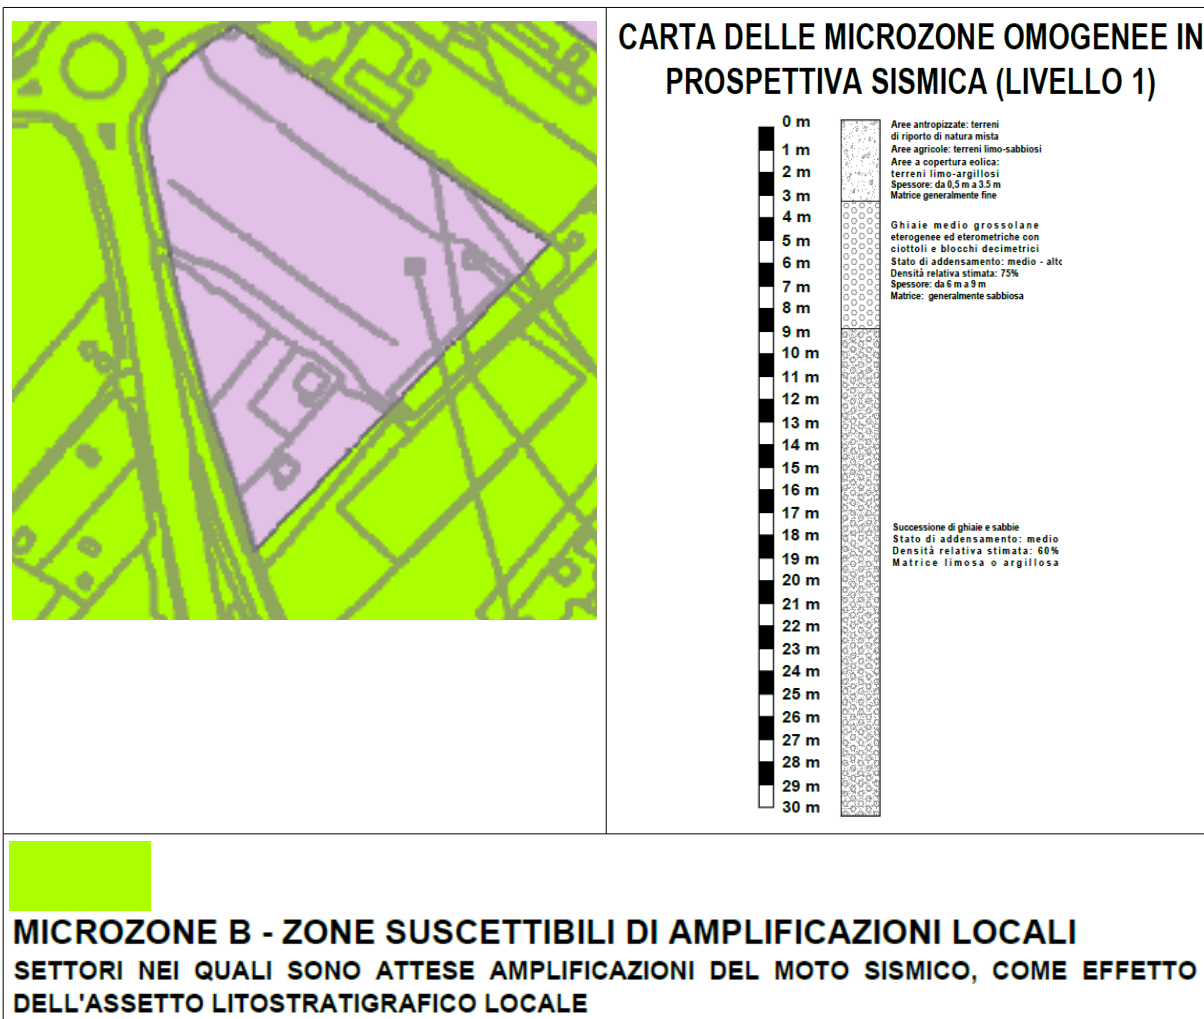 CARTA DELLE MICROZONE OMOGENEE IN
PROSPETTIVA SISMICA (LIVELLO 1)
0 m
1 m
2 m
3 m
4 m
5 m
6 m
7 m
8 m
9 m
10 m
11 m
12 m
13 m
14 m
15 m
16 m
17 m
18 m
19 m
20 m
21 m
22 m
23 m
24 m
25 m
26 m
27 m
28 m
29 m
30 m
Aree antropizzate: terreni
di riporto di natura mista
Aree agricole: terreni limo-sabbiosi
Aree a copertura eolica:
terreni limo-argillosi
Spessore: da 0,5 m a 3.5 m
Matrice generalmente fine
Ghiaie medio grossolane
eterogenee ed eterometriche con
ciottoli e blocchi decimetrici
Stato di addensamento: medio - alto
Densità relativa stimata: 75%
Spessore: da 6 m a 9 m
Matrice: generalmente sabbiosa
Successione di ghiaie e sabbie
Stato di addensamento: medio
Densità relativa stimata: 60%
Matrice limosa o argillosa
MICROZONE B - ZONE SUSCETTIBILI DI AMPLIFICAZIONI LOCALI
SETTORI NEI QUALI SONO ATTESE AMPLIFICAZIONI DEL MOTO SISMICO, COME EFFETTO
DELL'ASSETTO LITOSTRATIGRAFICO LOCALE